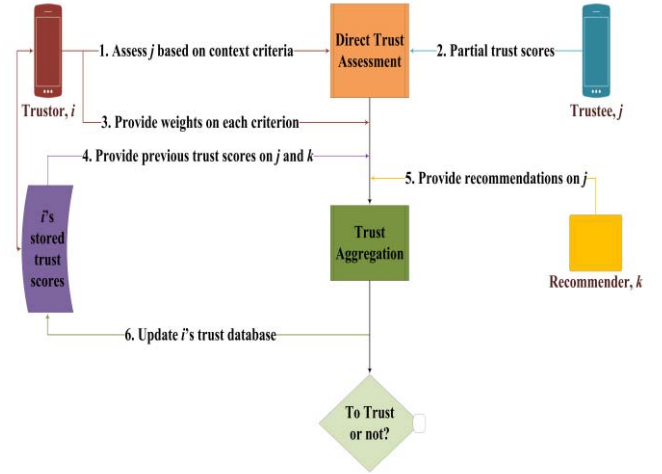 1. Assess j based on context criteria
Direct Trust
Assessment
2. Partial trust scores
Trustor, i
Trustee, j
3. Provide weights on each criterion
4. Provide previous trust scores on j and k
5. Provide recommendations on j
i's
stored
trust
scores
Trust
Aggregation
Recommender, k
6. Update i's trust database
To Trust
or not?